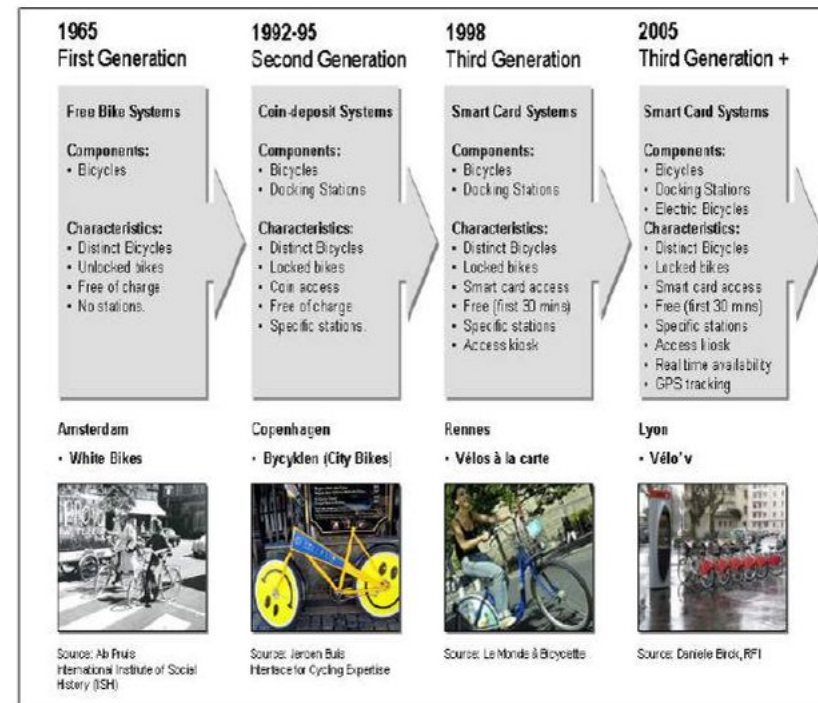 1965
First Generation
Free Bike Systems
Components:
• Bicycles
Characteristics:
• Distinct Bicycles
• Unlocked bikes
• Free of charge
• No stations.
Amsterdam
• White Bikes
Source: Ab Pruis
International Institute of Social
History (ISH)
1992-95
Second Generation
Coin-deposit Systems
Components:
• Bicycles
• Docking Stations
Characteristics:
• Distinct Bicycles
• Locked bikes
• Coin access
• Free of charge
• Specific stations.
Copenhagen
• Bycyklen (City Bikes)
Source: Jeroen Buis
Interface for Cycling Expertise
1998
Third Generation
Smart Card Systems
Components:
• Bicycles
• Docking Stations
Characteristics:
• Distinct Bicycles
• Locked bikes
• Smart card access
• Free (first 30 mins)
• Specific stations
• Access kiosk
Rennes
• Vélos à la carte
Source: Le Monde à Bicyclette
2005
Third Generation +
Smart Card Systems
Components:
• Bicycles
• Docking Stations
• Electric Bicycles
Characteristics:
• Distinct Bicycles
• Locked bikes
• Smart card access
• Free (first 30 mins)
• Specific stations
• Access kiosk
• Real time availability
• GPS tracking
Lyon
• Vélo'v
Source: Daniele Birck, RFI